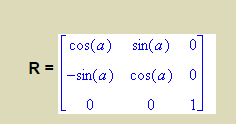 cos(a) sin(a) 0
R = -sin(a) cos(a) 0
0 0 1